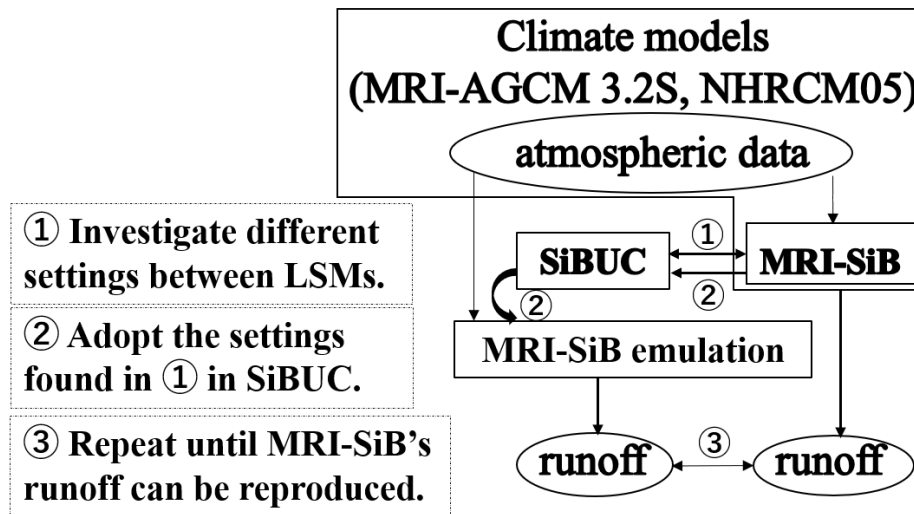 Climate models
(MRI-AGCM 3.2S, NHRCM05)
atmospheric data
① Investigate different
settings between LSMs.
② Adopt the settings
found in ① in SiBUC.
③ Repeat until MRI-SiB’s
runoff can be reproduced.
SiBUC
①
②
MRI-SiB
②
MRI-SiB emulation
runoff
③
runoff